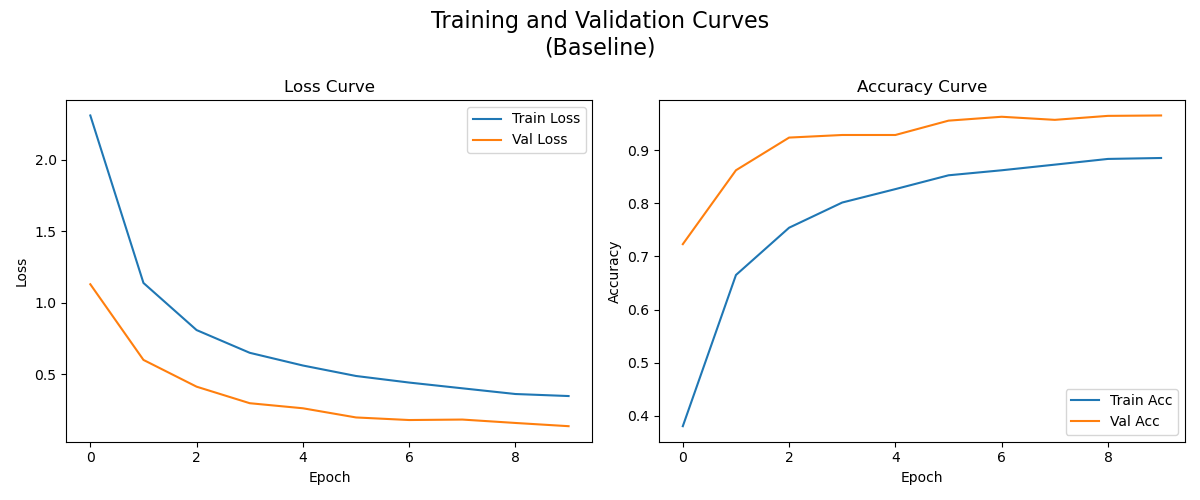 Training and Validation Curves
(Baseline)
Loss Curve
Train Loss
Val Loss
2.0
1.5
1.0
0.5
Loss
0 2 4 6 8
Epoch
Accuracy Curve
0.9
0.8
0.7
0.6
0.5
0.4
Accuracy
Train Acc
Val Acc
0 2 4 6 8
Epoch